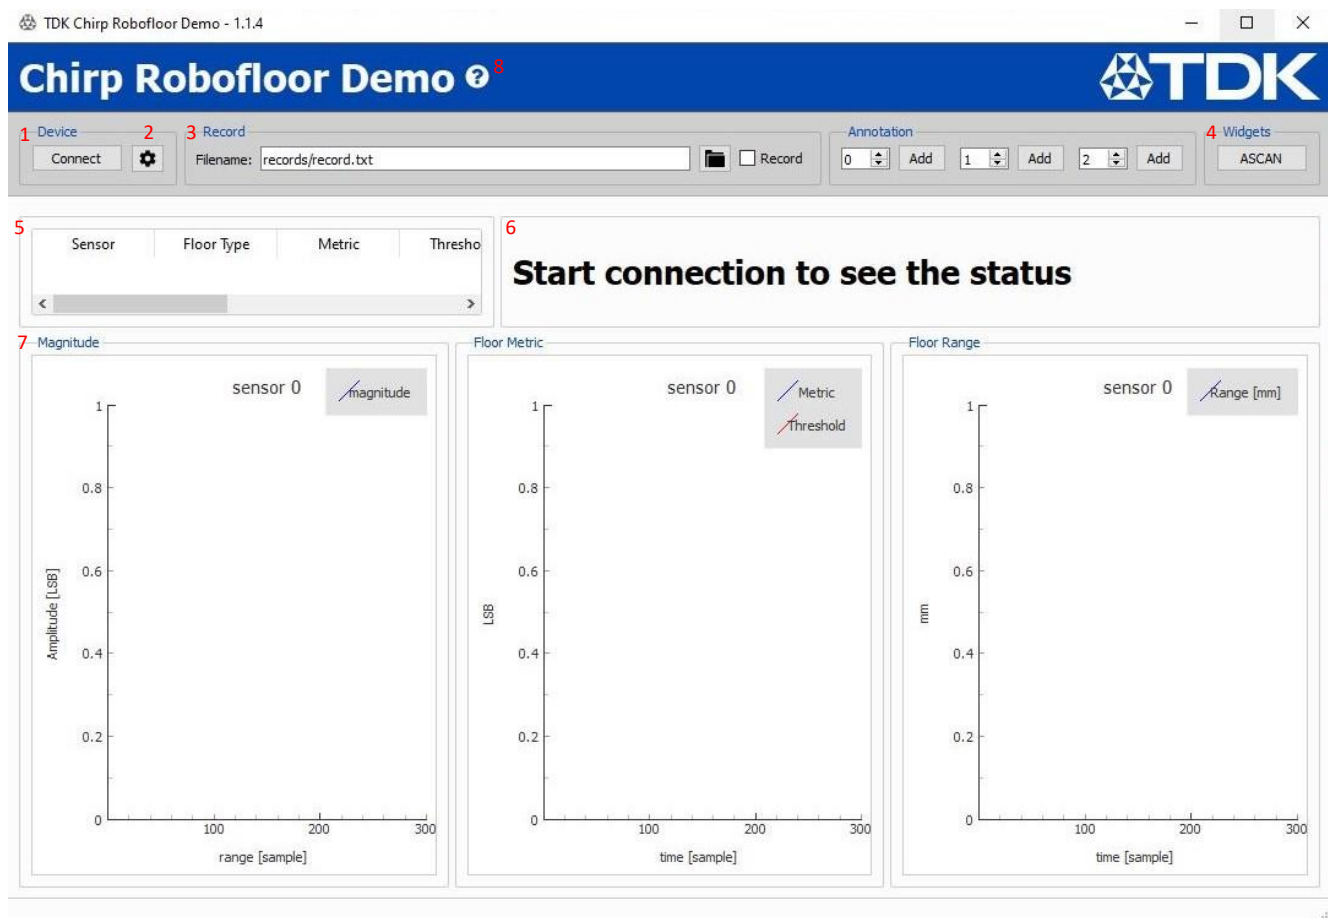 TDK Chirp Robofloor Demo - 1.1.4
Chirp Robofloor Demo ? 8
TDK
1 Device 2 3 Record Annotation 4 Widgets
Connect Filename: records/record.txt Record 0 Add 1 Add 2 Add ASCAN
5 6
Sensor Floor Type Metric Thresho
Start connection to see the status
7 Magnitude
sensor 0
magnitude
1
0.8
0.6
0.4
0.2
0
100 200 300
Amplitude [LSB]
range [sample]
Floor Metric
sensor 0
Metric
Threshold
1
0.8
0.6
0.4
0.2
0
100 200 300
LSB
time [sample]
Floor Range
sensor 0
Range [mm]
1
0.8
0.6
0.4
0.2
0
100 200 300
mm
time [sample]